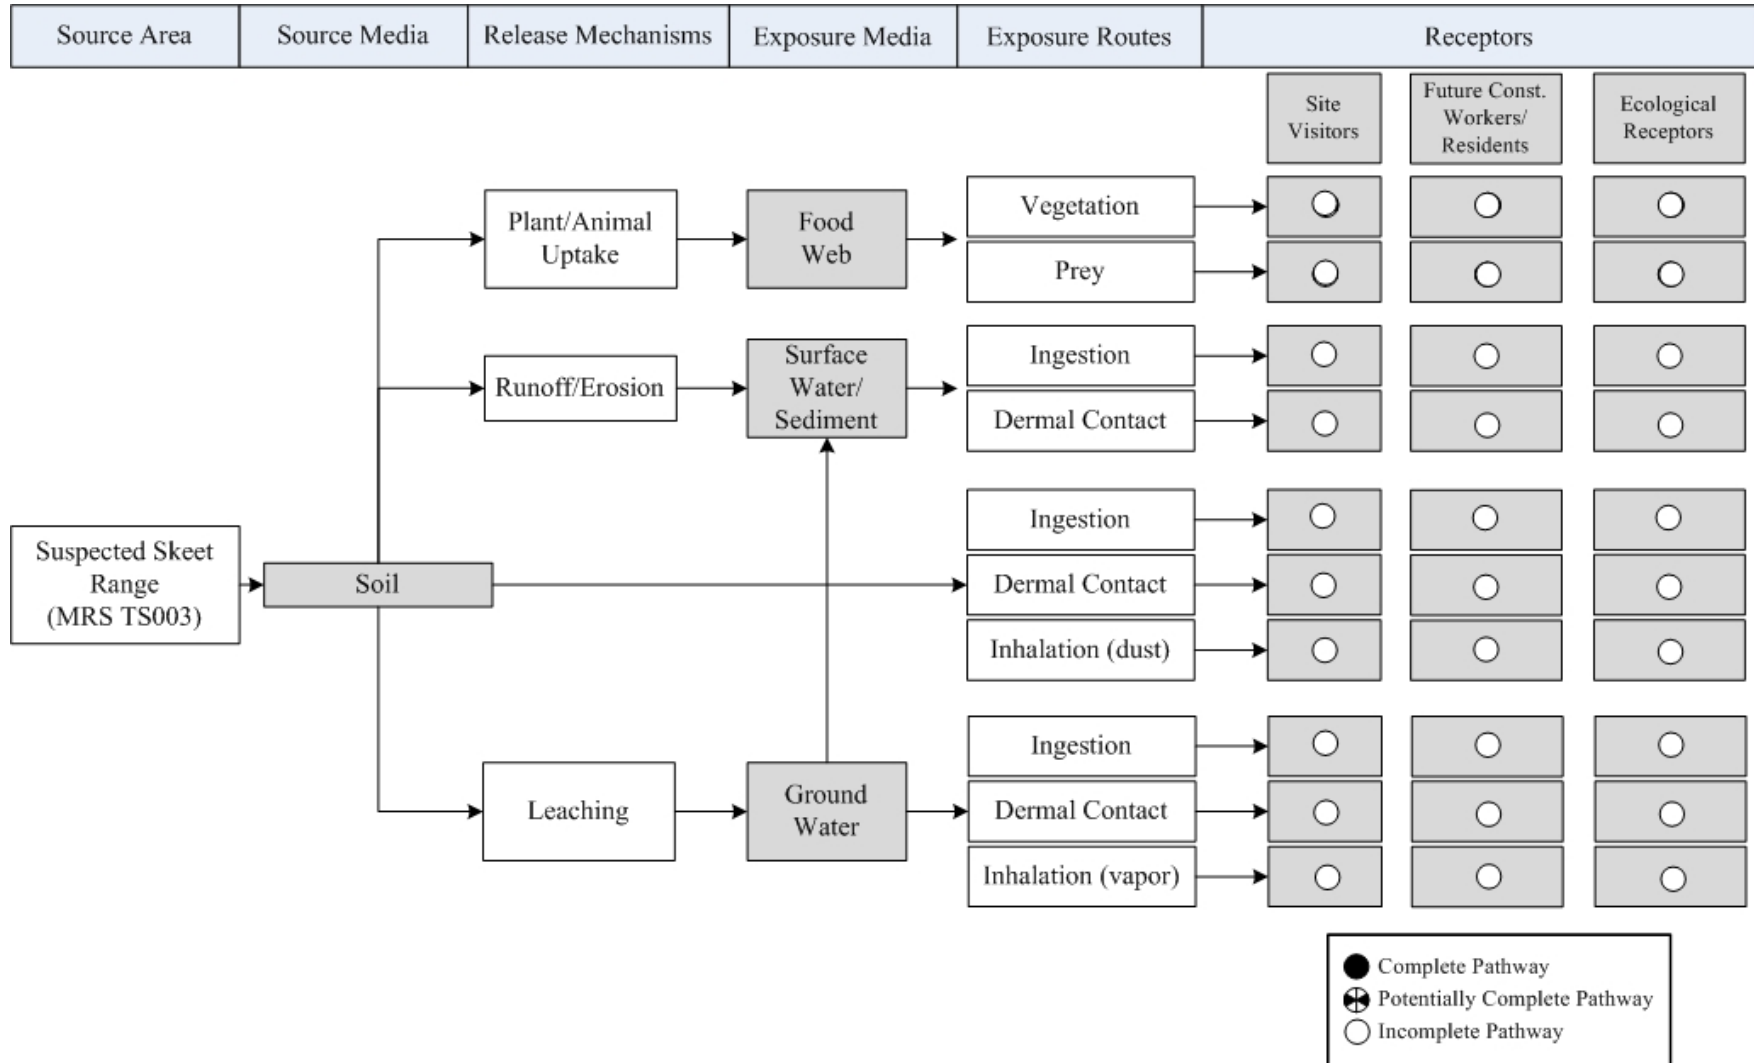 Source Area
Source Media
Release Mechanisms
Exposure Media
Exposure Routes
Receptors
Site
Visitors
Future Const.
Workers/
Residents
Ecological
Receptors
Plant/Animal
Uptake
Food
Web
Vegetation
Prey
Runoff/Erosion
Surface
Water/
Sediment
Ingestion
Dermal Contact
Suspected Skeet
Range
(MRS TS003)
Soil
Ingestion
Dermal Contact
Inhalation (dust)
Leaching
Ground
Water
Ingestion
Dermal Contact
Inhalation (vapor)
Complete Pathway
Potentially Complete Pathway
Incomplete Pathway